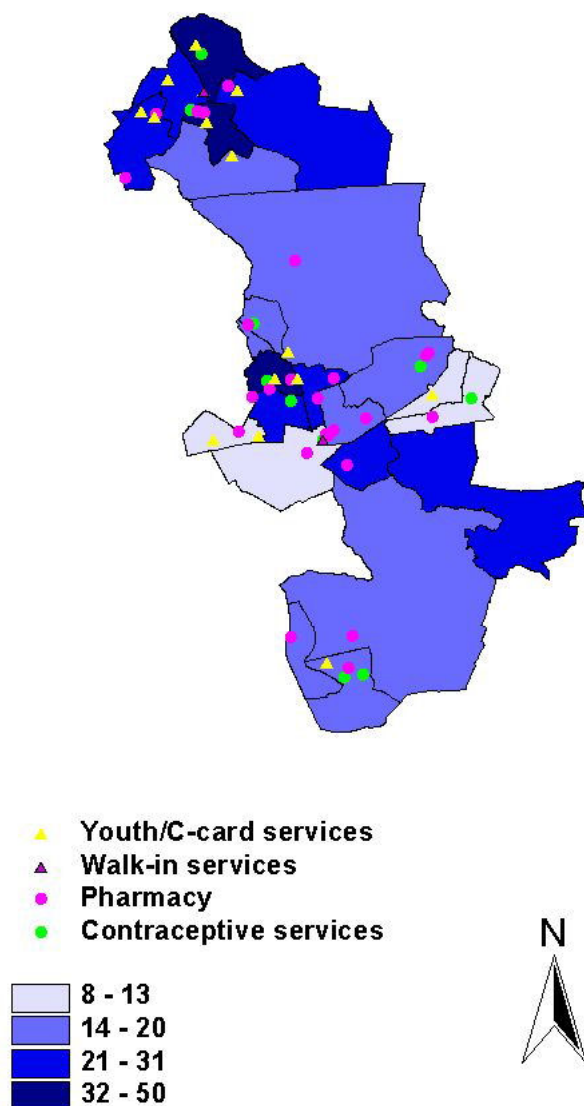 Youth/C-card services
Walk-in services
Pharmacy
Contraceptive services
N
8 - 13
14 - 20
21 - 31
32 - 50